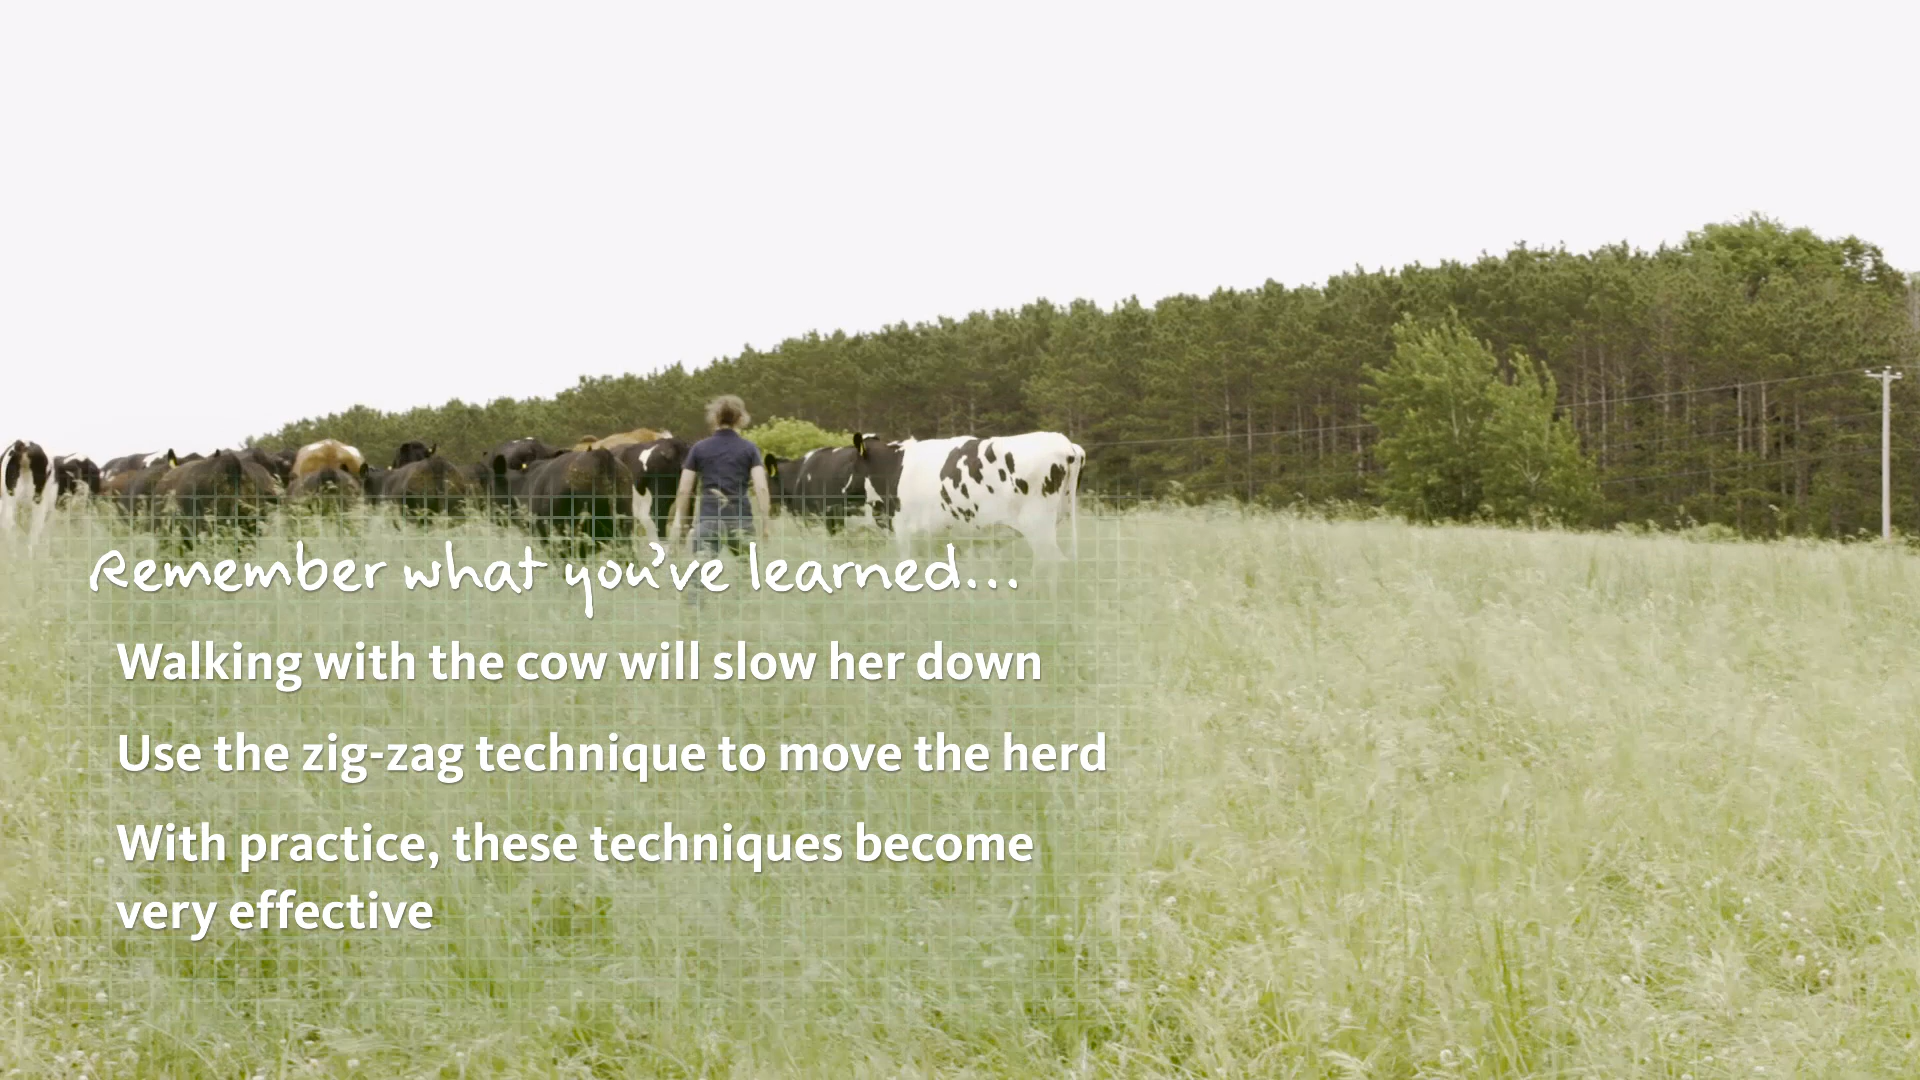 Remember what you've learned...
Walking with the cow will slow her down
Use the zig-zag technique to move the herd
With practice, these techniques become
very effective